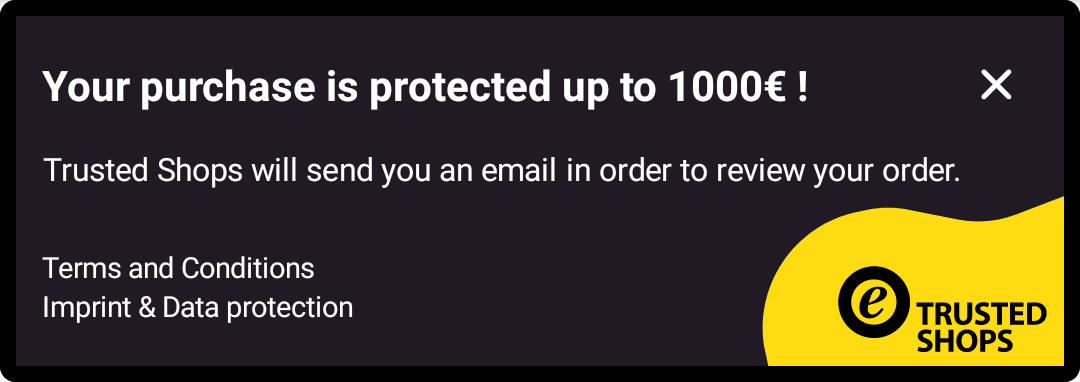 Your purchase is protected up to 1000€ !
Trusted Shops will send you an email in order to review your order.
Terms and Conditions
Imprint & Data protection
e TRUSTED
SHOPS